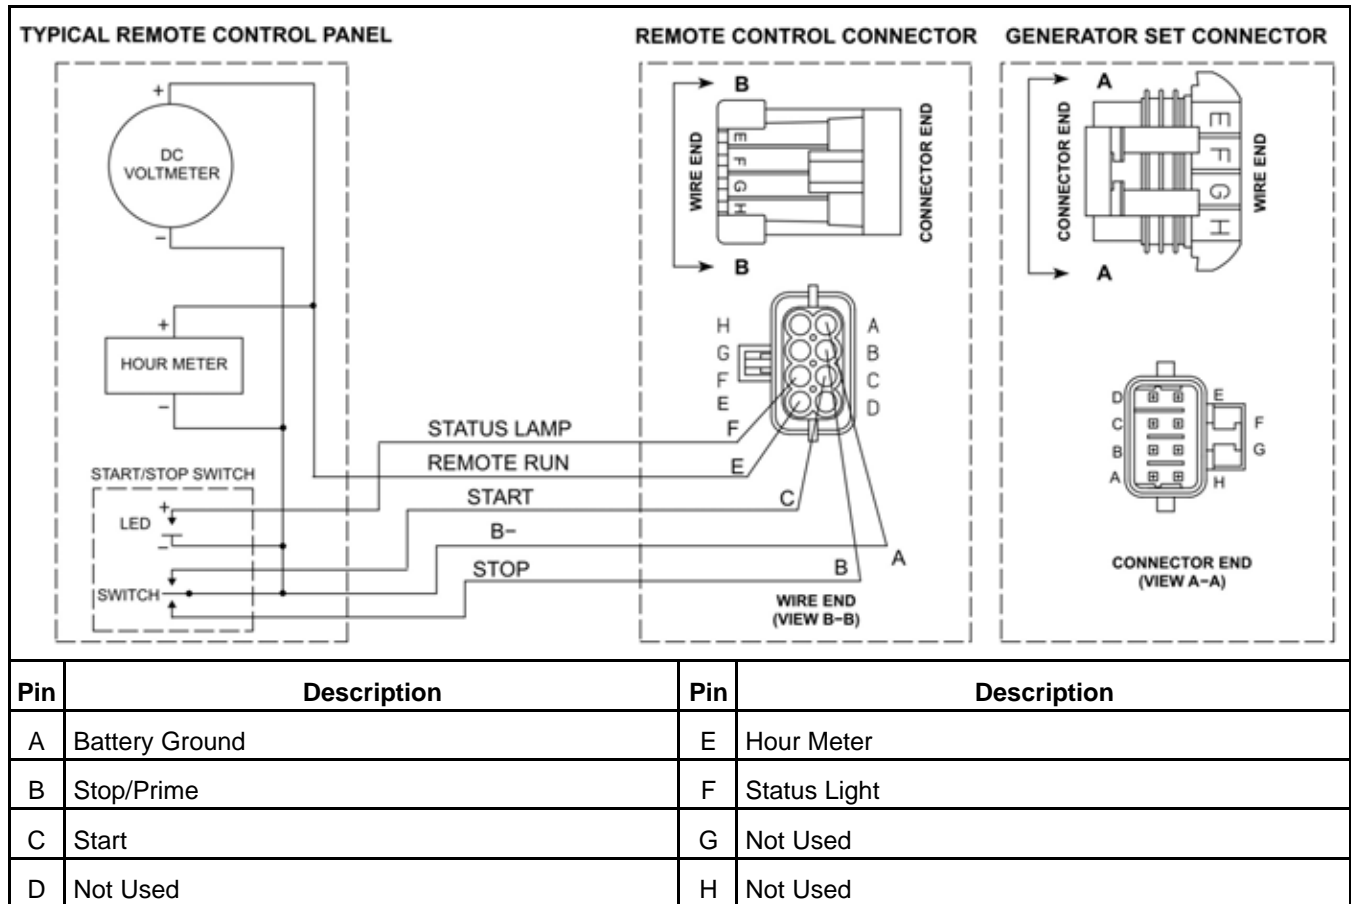 TYPICAL REMOTE CONTROL PANEL
REMOTE CONTROL CONNECTOR
GENERATOR SET CONNECTOR
+
DC
VOLTMETER
−
+
HOUR METER
−
START/STOP SWITCH
+
LED
−
SWITCH
STATUS LAMP
F
REMOTE RUN
E
START
C
B−
A
STOP
B
B
WIRE END
E
F
G
H
CONNECTOR END
B
H
G
F
E
A
B
C
D
WIRE END
(VIEW B−B)
A
CONNECTOR END
E
F
G
H
WIRE END
A
D
C
B
A
E
F
G
H
CONNECTOR END
(VIEW A−A)
Pin Description Pin Description
A Battery Ground E Hour Meter
B Stop/Prime F Status Light
C Start G Not Used
D Not Used H Not Used